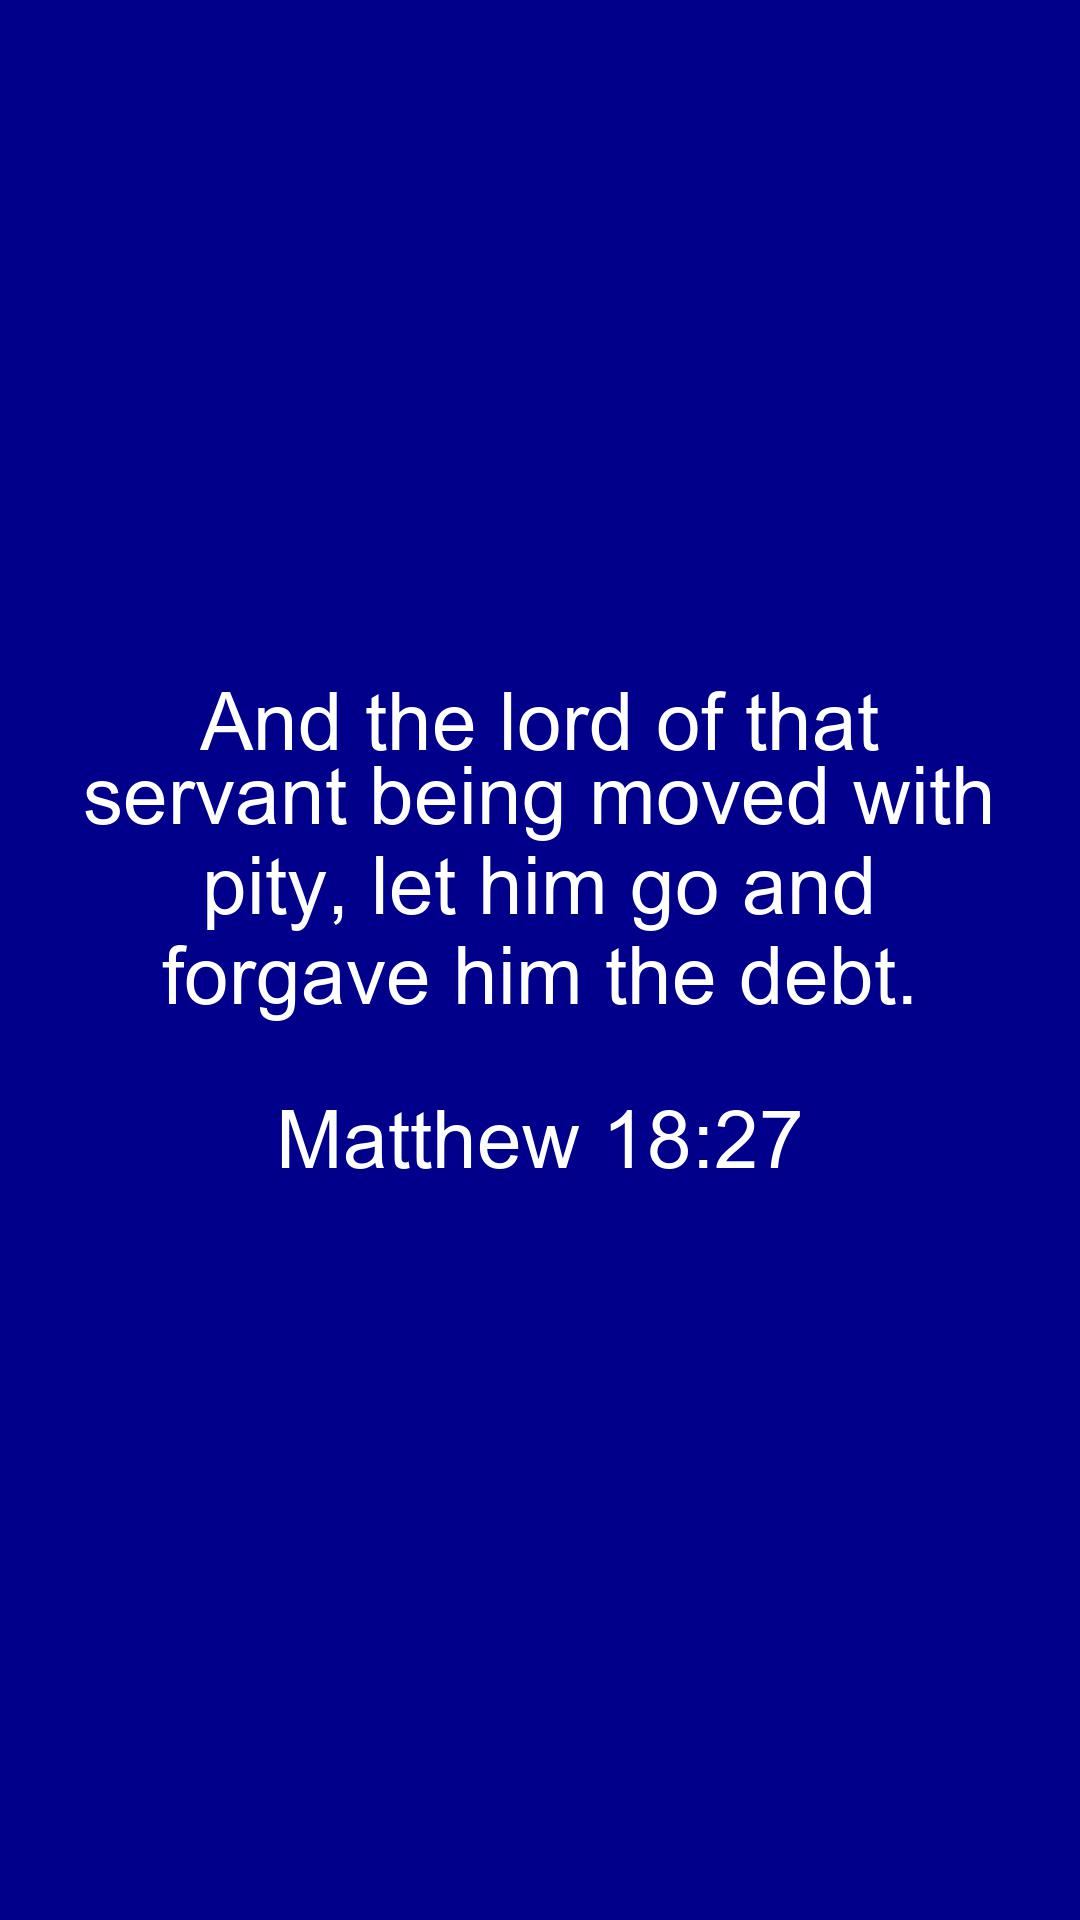 And the lord of that
servant being moved with
pity, let him go and
forgave him the debt.
Matthew 18:27